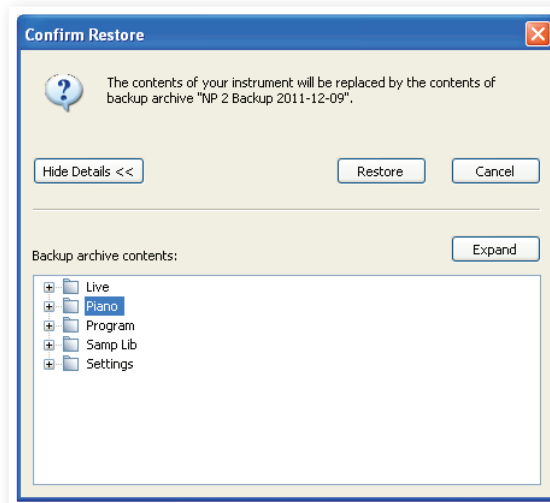 Confirm Restore
The contents of your instrument will be replaced by the contents of
backup archive "NP 2 Backup 2011-12-09".
Hide Details << Restore Cancel
Expand
Backup archive contents:
Live
Piano
Program
Samp Lib
Settings